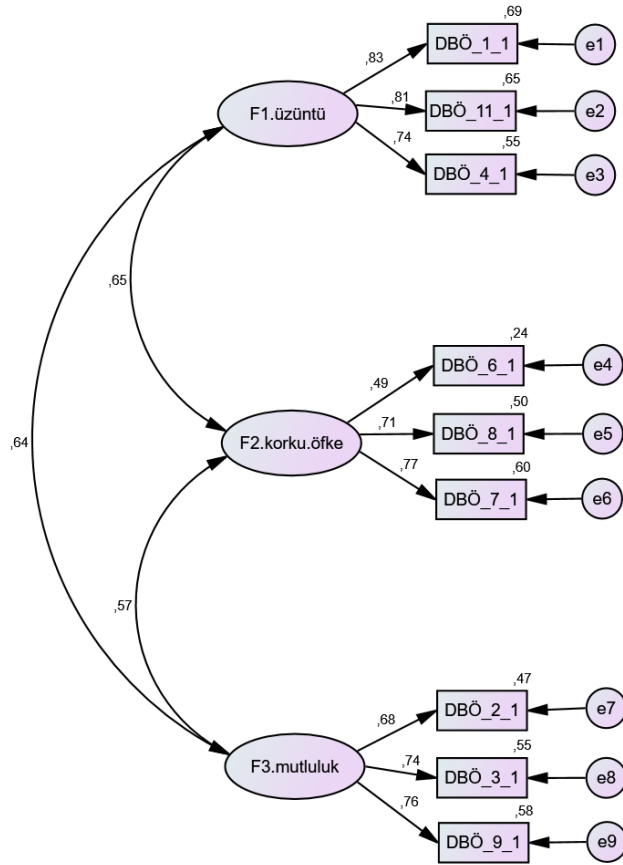 ,69
,83
DBÖ_1_1
e1
,65
F1.üzüntü
,81
DBÖ_11_1
e2
,74
,55
DBÖ_4_1
e3
,65
,24
DBÖ_6_1
e4
,49
,50
,64
F2.korku.öfke
,71
DBÖ_8_1
e5
,77
,60
DBÖ_7_1
e6
,57
,47
DBÖ_2_1
e7
,68
,55
F3.mutluluk
,74
DBÖ_3_1
e8
,76
,58
DBÖ_9_1
e9